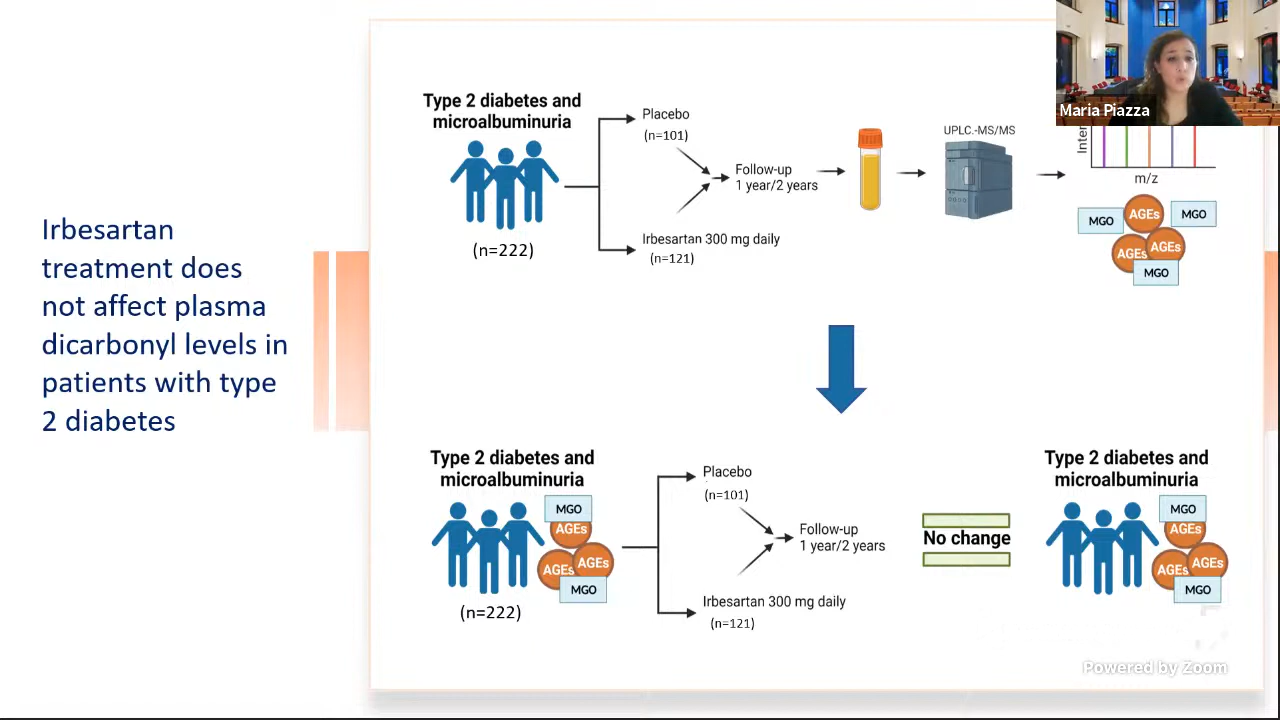 Irbesartan
treatment does
not affect plasma
dicarbonyl levels in
patients with type
2 diabetes
Type 2 diabetes and
microalbuminuria
(n=222)
Placebo
(n=101)
Irbesartan 300 mg daily
(n=121)
Follow-up
1 year/2 years
UPLC.-MS/MS
m/z
MGO
AGEs
MGO
AGEs
AGEs
MGO
Maria Piazza
Type 2 diabetes and
microalbuminuria
MGO
AGEs
AGEs
AGEs
MGO
(n=222)
Placebo
(n=101)
Irbesartan 300 mg daily
(n=121)
Follow-up
1 year/2 years
No change
Type 2 diabetes and
microalbuminuria
MGO
AGEs
AGEs
AGEs
MGO
Powered by Zoom